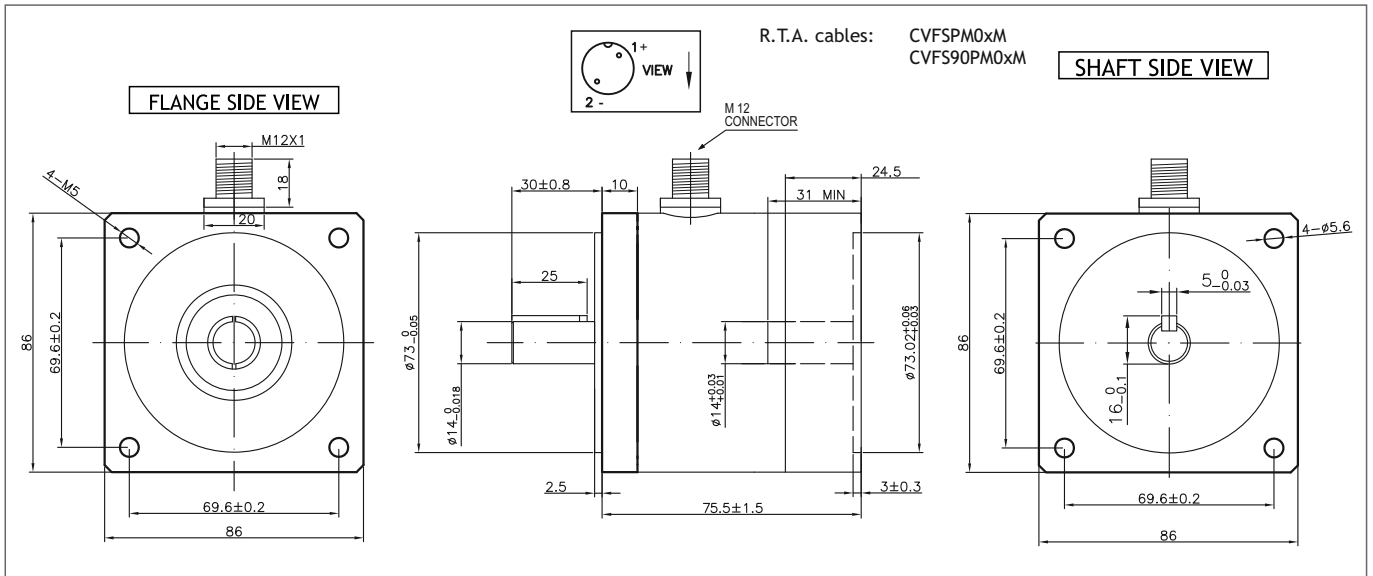 R.T.A. cables: CVFSPM0xM
CVFS90PM0xM
1+
VIEW
2 -
FLANGE SIDE VIEW
SHAFT SIDE VIEW
M 12
CONNECTOR
M12X1
18
20
4-M5
86
69.6±0.2
69.6±0.2
86
30±0.8
10
24.5
31 MIN
25
ø73 0 -0.05
ø14 0 -0.018
ø14 +0.03 +0.01
ø73.02 +0.06 +0.03
2.5
3±0.3
75.5±1.5
4-ø5.6
5 0 -0.03
16 0 -0.1
86
69.6±0.2
69.6±0.2
86